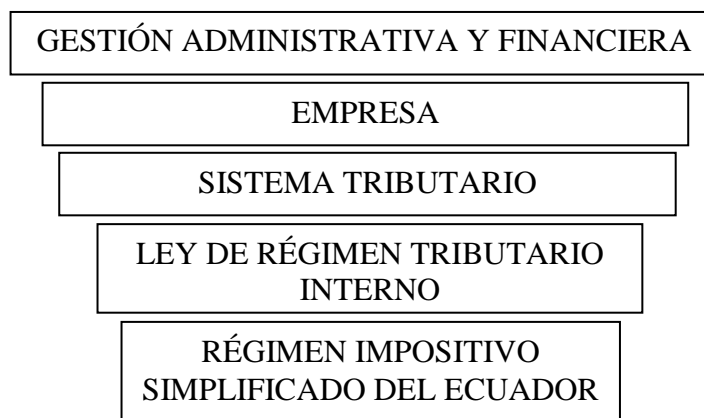 GESTIÓN ADMINISTRATIVA Y FINANCIERA
EMPRESA
SISTEMA TRIBUTARIO
LEY DE RÉGIMEN TRIBUTARIO
INTERNO
RÉGIMEN IMPOSITIVO
SIMPLIFICADO DEL ECUADOR